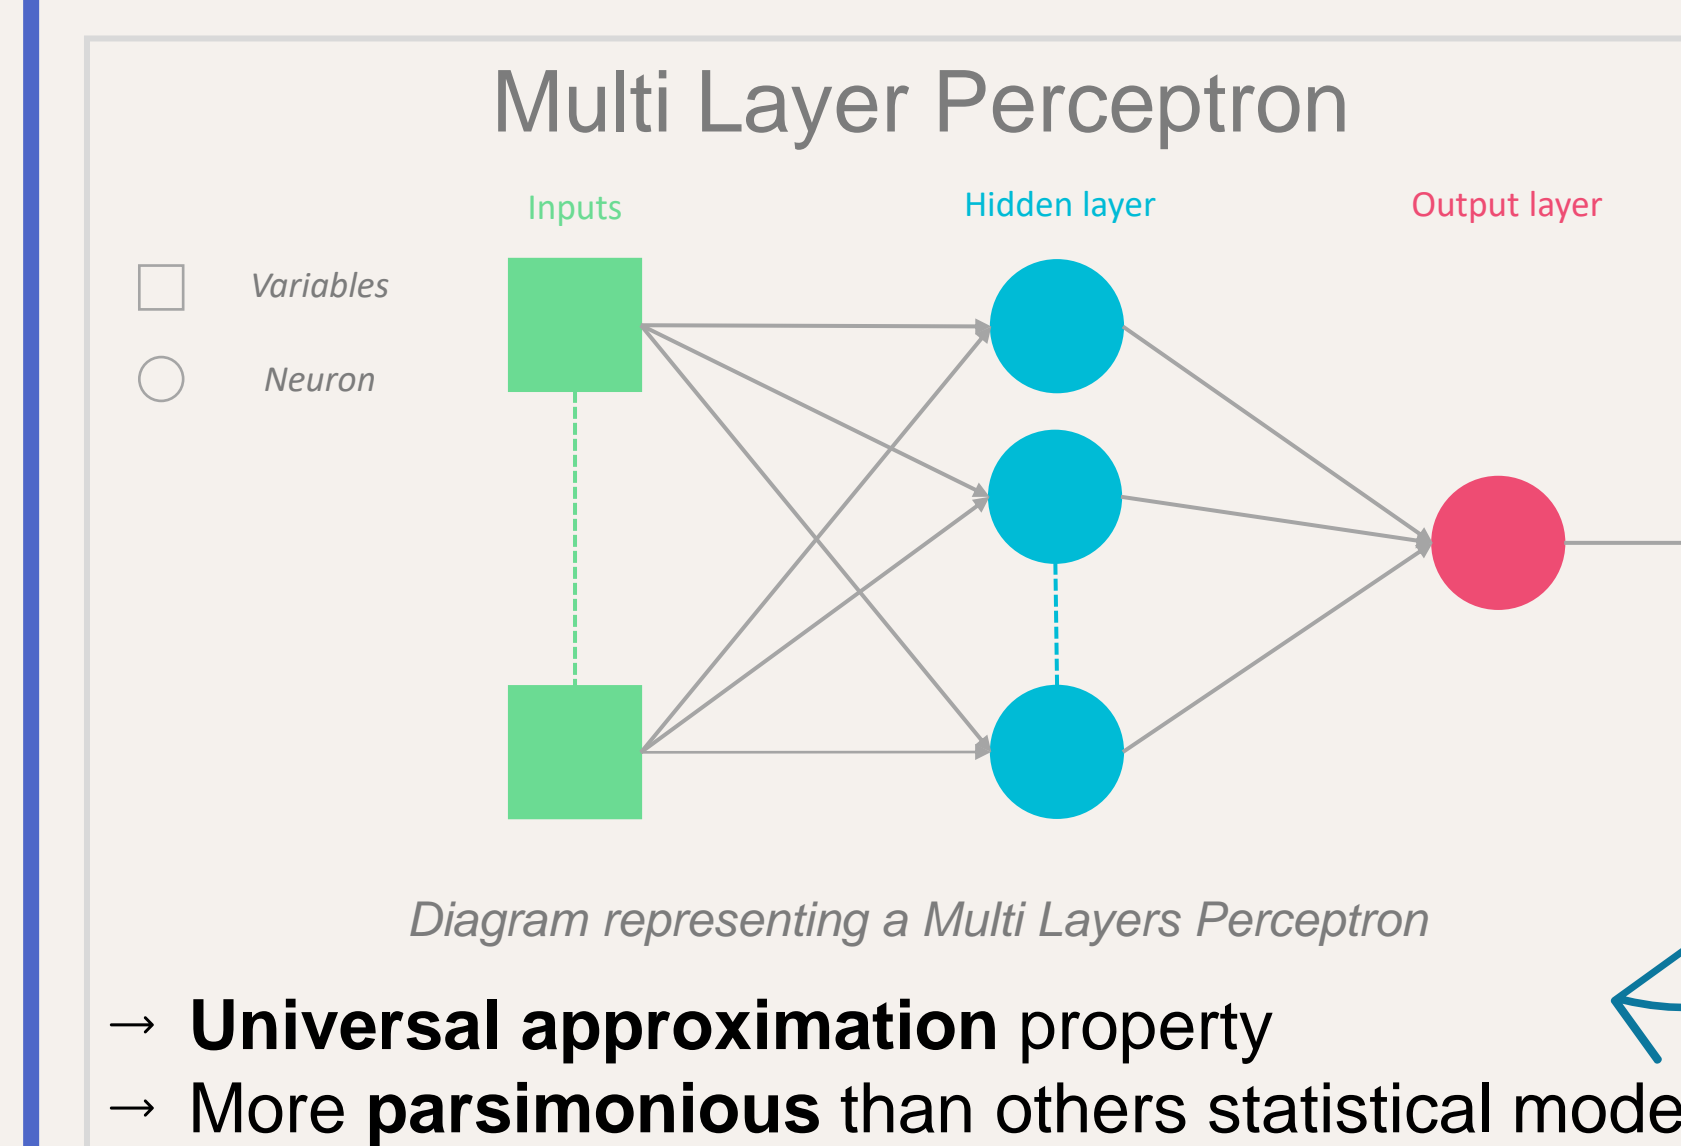 Multi Layer Perceptron
Inputs
Hidden layer
Output layer
Variables
Neuron
Diagram representing a Multi Layers Perceptron
→ Universal approximation property
→ More parsimonious than others statistical mode